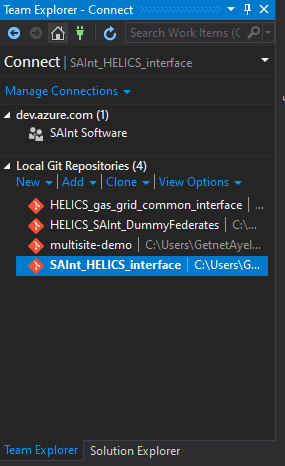 Team Explorer - Connect
Search Work Items (C...
Connect | SAInt_HELICS_interface
Manage Connections
dev.azure.com (1)
SAInt Software
Local Git Repositories (4)
New | Add | Clone | View Options
HELICS_gas_grid_common_interface | ...
HELICS_SAInt_DummyFederates | C:\...
multisite-demo | C:\Users\GetnetAyel...
SAInt_HELICS_interface | C:\Users\G...
Team Explorer Solution Explorer